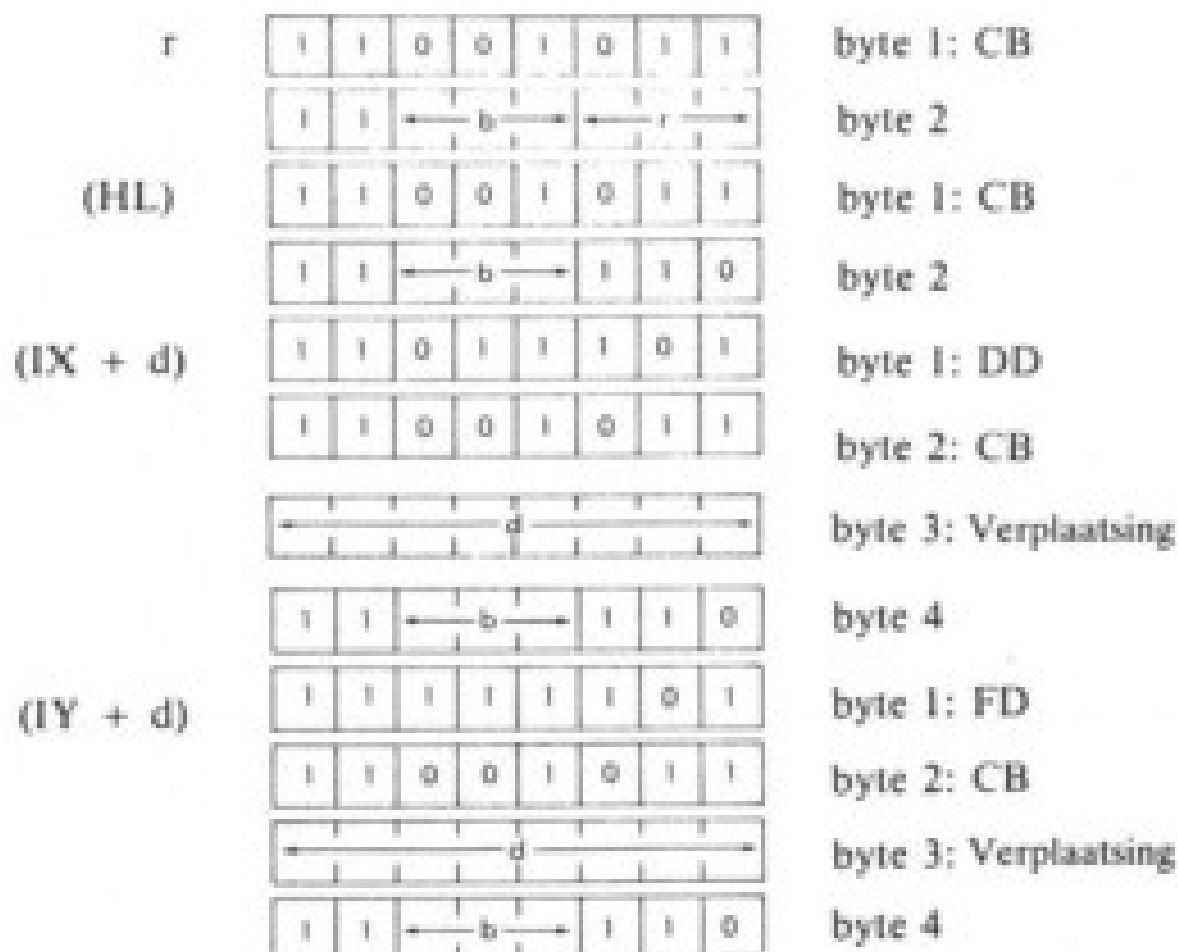 r 1 1 0 0 1 0 1 1 byte 1: CB
1 1 b r byte 2
(HL) 1 1 0 0 1 0 1 1 byte 1: CB
1 1 b 1 1 0 byte 2
(IX + d) 1 1 0 1 1 1 0 1 byte 1: DD
1 1 0 0 1 0 1 1 byte 2: CB
d byte 3: Verplaatsing
1 1 b 1 1 0 byte 4
(IY + d) 1 1 1 1 1 1 0 1 byte 1: FD
1 1 0 0 1 0 1 1 byte 2: CB
d byte 3: Verplaatsing
1 1 b 1 1 0 byte 4